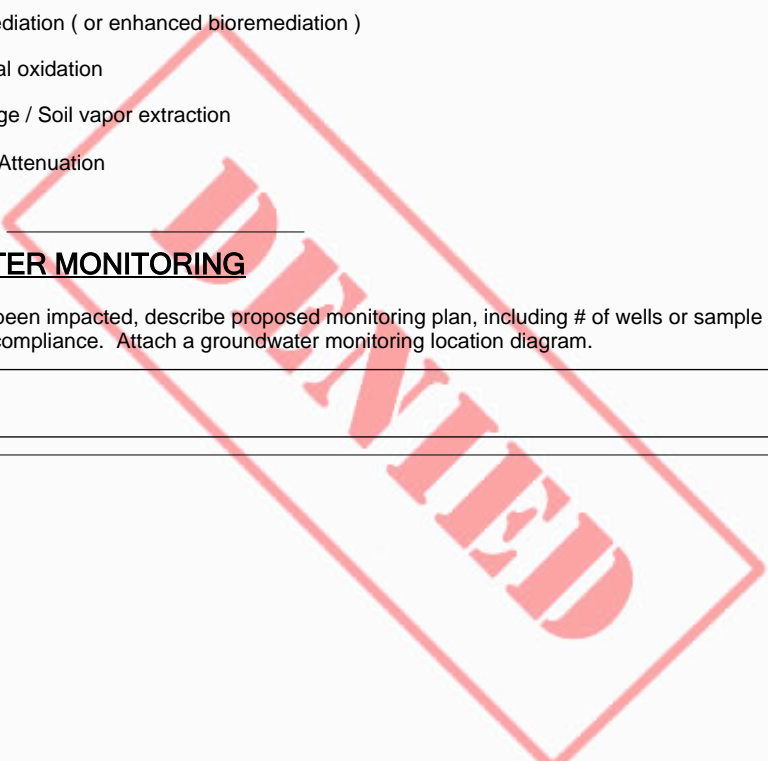 ediation ( or enhanced bioremediation )
al oxidation
ge / Soil vapor extraction
Attenuation
TER MONITORING
been impacted, describe proposed monitoring plan, including # of wells or sample
compliance.  Attach a groundwater monitoring location diagram.
DENIED